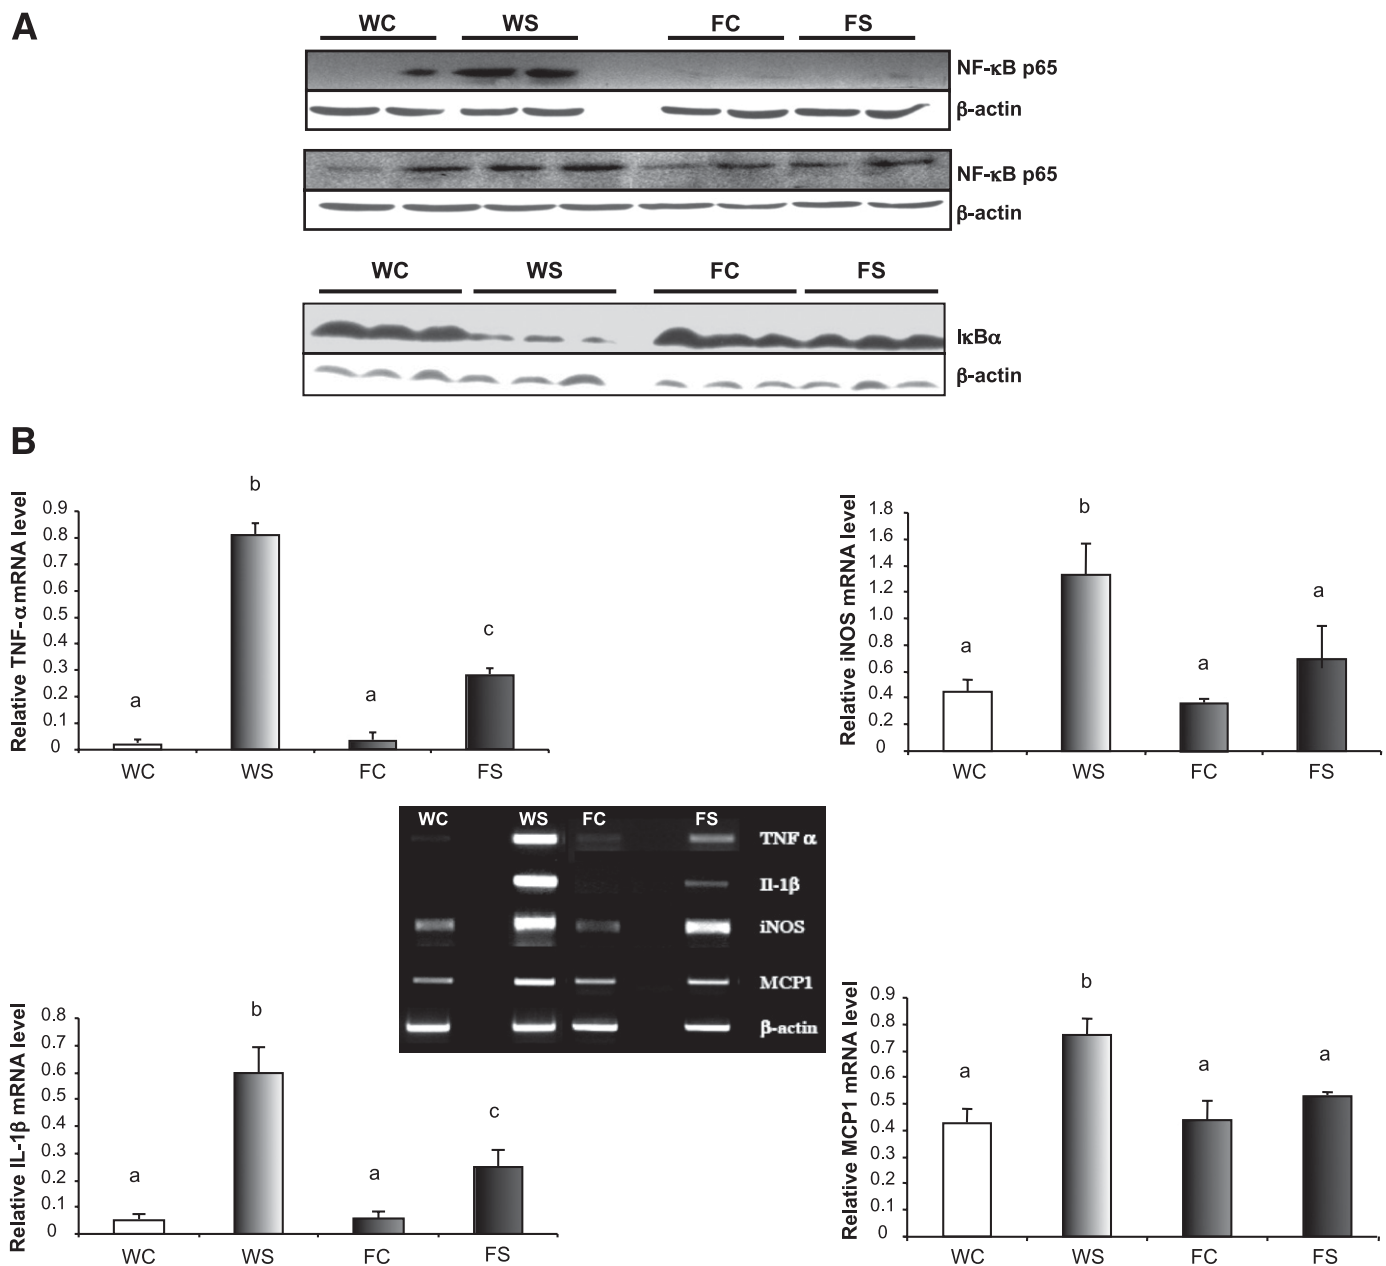 A
WC WS FC FS
NF-κB p65
β-actin
NF-κB p65
β-actin
WC WS FC FS
IκBα
β-actin
B
Relative TNF-α mRNA level
0.9
0.8
0.7
0.6
0.5
0.4
0.3
0.2
0.1
0
a b a c
WC WS FC FS
Relative iNOS mRNA level
1.8
1.6
1.4
1.2
1.0
0.8
0.6
0.4
0.2
0
a b a a
WC WS FC FS
WC WS FC FS
TNF α
Il-1β
iNOS
MCP1
β-actin
Relative IL-1β mRNA level
0.8
0.7
0.6
0.5
0.4
0.3
0.2
0.1
0
a b a c
WC WS FC FS
Relative MCP1 mRNA level
0.9
0.8
0.7
0.6
0.5
0.4
0.3
0.2
0.1
0
a b a a
WC WS FC FS